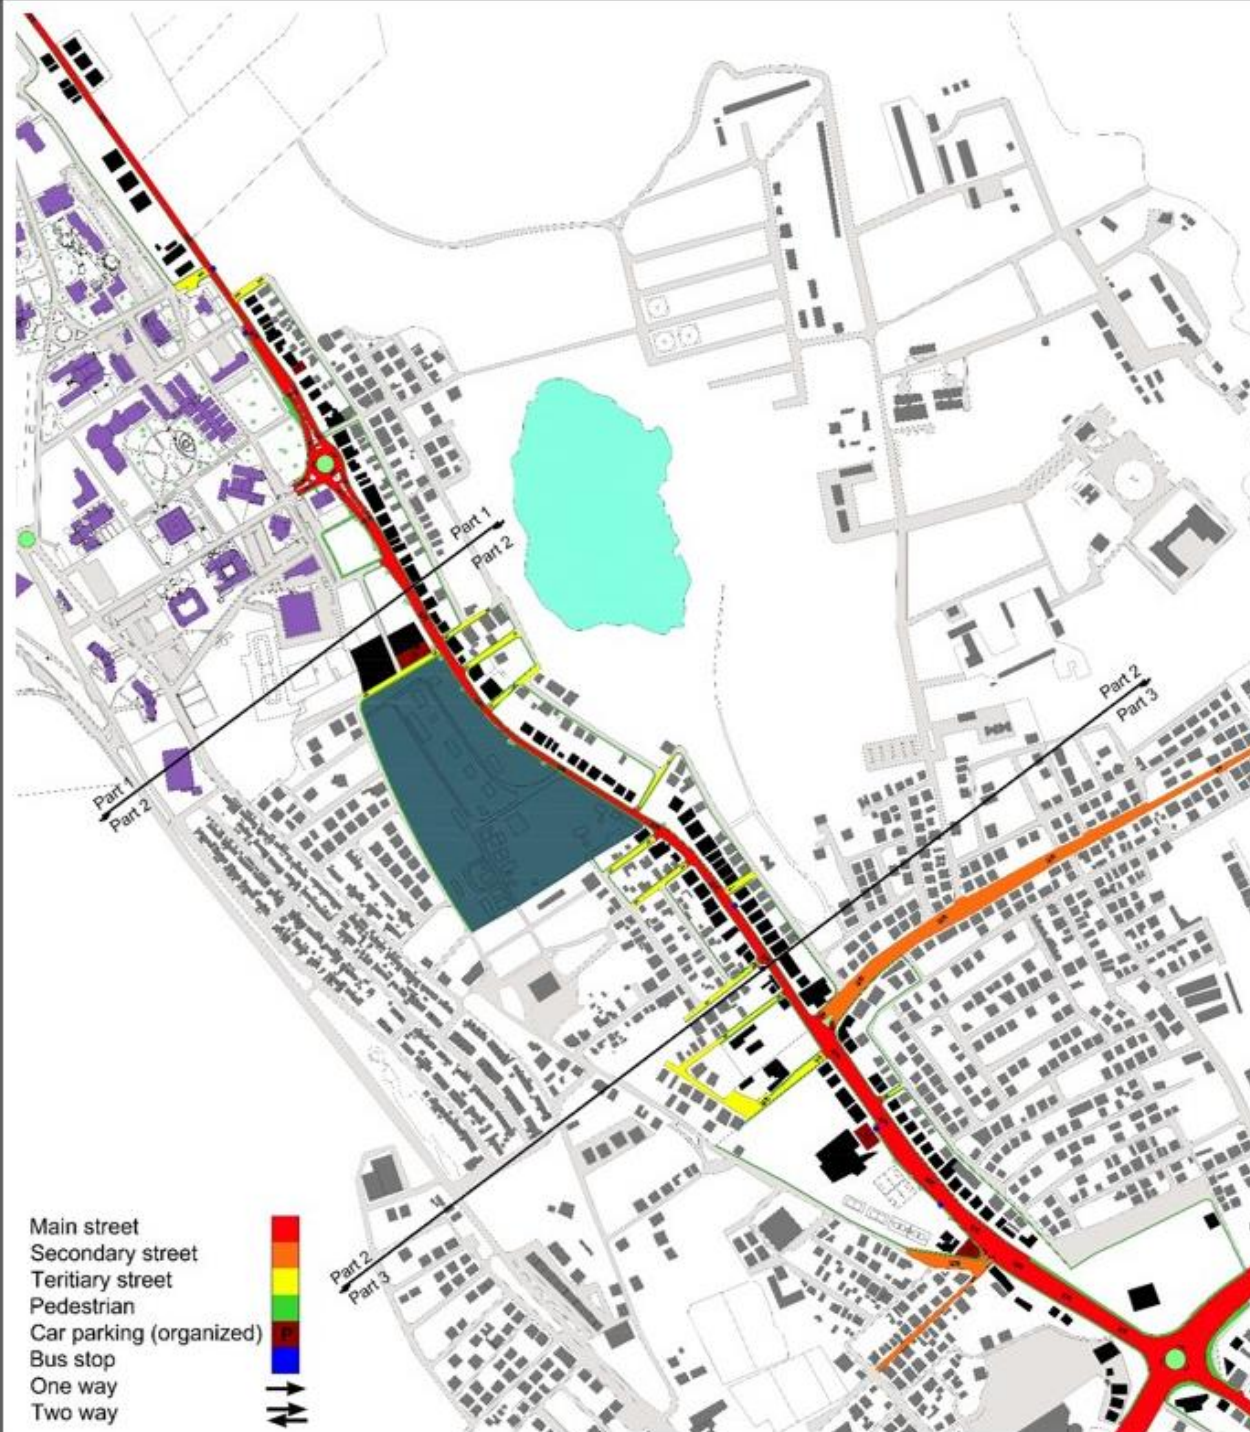 Part 1
Part 2
Part 2
Part 3
Part 1
Part 2
Part 2
Part 3
Main street
Secondary street
Teritiary street
Pedestrian
Car parking (organized) P
Bus stop
One way
Two way